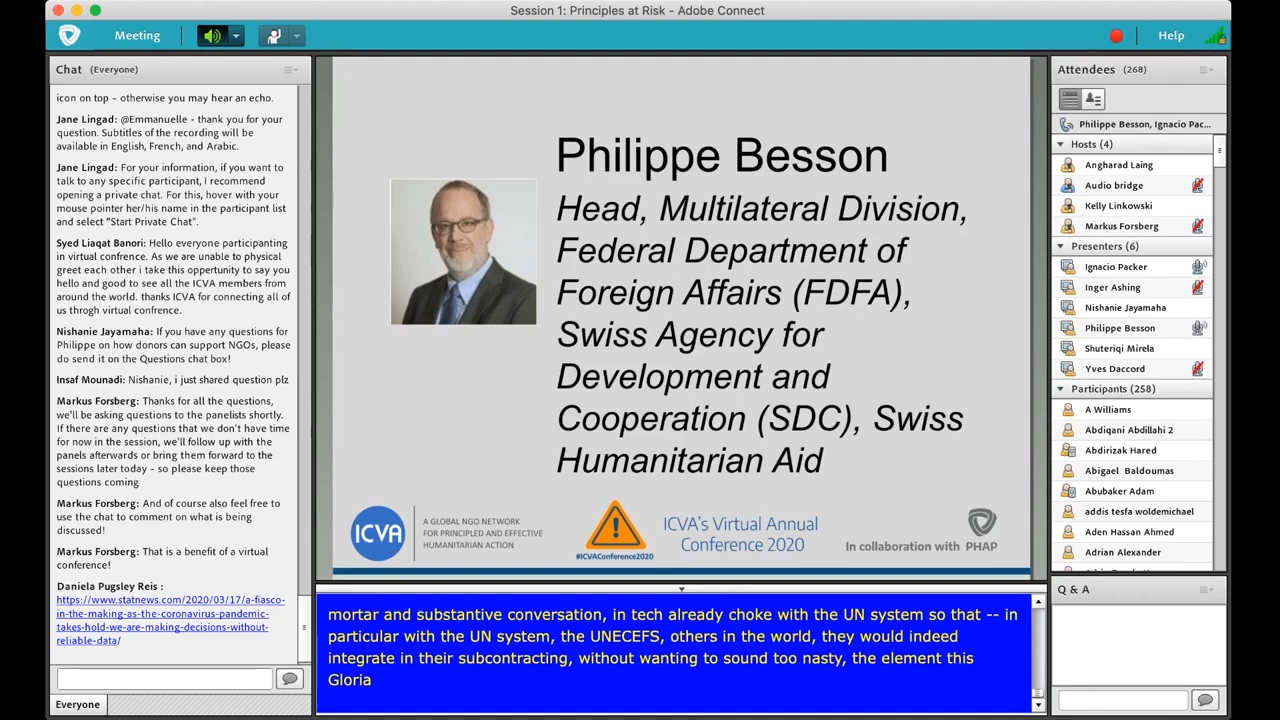 Session 1: Principles at Risk - Adobe Connect
Meeting
Help
Chat (Everyone)
icon on top - otherwise you may hear an echo.
Jane Lingad: @Emmanuelle - thank you for your
question. Subtitles of the recording will be
available in English, French, and Arabic.
Jane Lingad: For your information, if you want to
talk to any specific participant, I recommend
opening a private chat. For this, hover with your
mouse pointer her/his name in the participant list
and select "Start Private Chat".
Syed Liaqat Banori: Hello everyone participanting
in virtual confrence. As we are unable to physical
greet each other i take this opportunity to say you
hello and good to see all the ICVA members from
around the world. thanks ICVA for connecting all of
us throgh virtual confrence.
Nishanie Jayamaha: If you have any questions for
Philippe on how donors can support NGOs, please
do send it on the Questions chat box!
Insaf Mounadi: Nishanie, i just shared question plz
Markus Forsberg: Thanks for all the questions,
we'll be asking questions to the panelists shortly.
If there are any questions that we don't have time
for now in the session, we'll follow up with the
panels afterwards or bring them forward to the
sessions later today - so please keep those
questions coming
Markus Forsberg: And of course also feel free to
use the chat to comment on what is being
discussed!
Markus Forsberg: That is a benefit of a virtual
conference!
Daniela Pugsley Reis :
https://www.statnews.com/2020/03/17/a-fiasco-
in-the-making-as-the-coronavirus-pandemic-
takes-hold-we-are-making-decisions-without-
reliable-data/
Everyone
Philippe Besson
Head, Multilateral Division,
Federal Department of
Foreign Affairs (FDFA),
Swiss Agency for
Development and
Cooperation (SDC), Swiss
Humanitarian Aid
ICVA
A GLOBAL NGO NETWORK
FOR PRINCIPLED AND EFFECTIVE
HUMANITARIAN ACTION
#ICVAConference2020
ICVA's Virtual Annual
Conference 2020
In collaboration with PHAP
mortar and substantive conversation, in tech already choke with the UN system so that -- in
particular with the UN system, the UNECEFS, others in the world, they would indeed
integrate in their subcontracting, without wanting to sound too nasty, the element this
Gloria
Attendees (268)
Philippe Besson, Ignacio Pac...
Hosts (4)
Angharad Laing
Audio bridge
Kelly Linkowski
Markus Forsberg
Presenters (6)
Ignacio Packer
Inger Ashing
Nishanie Jayamaha
Philippe Besson
Shuteriqi Mirela
Yves Daccord
Participants (258)
A Williams
Abdiqani Abdillahi 2
Abdirizak Hared
Abigael Baldoumas
Abubaker Adam
addis tesfa woldemichael
Aden Hassan Ahmed
Adrian Alexander
Q & A